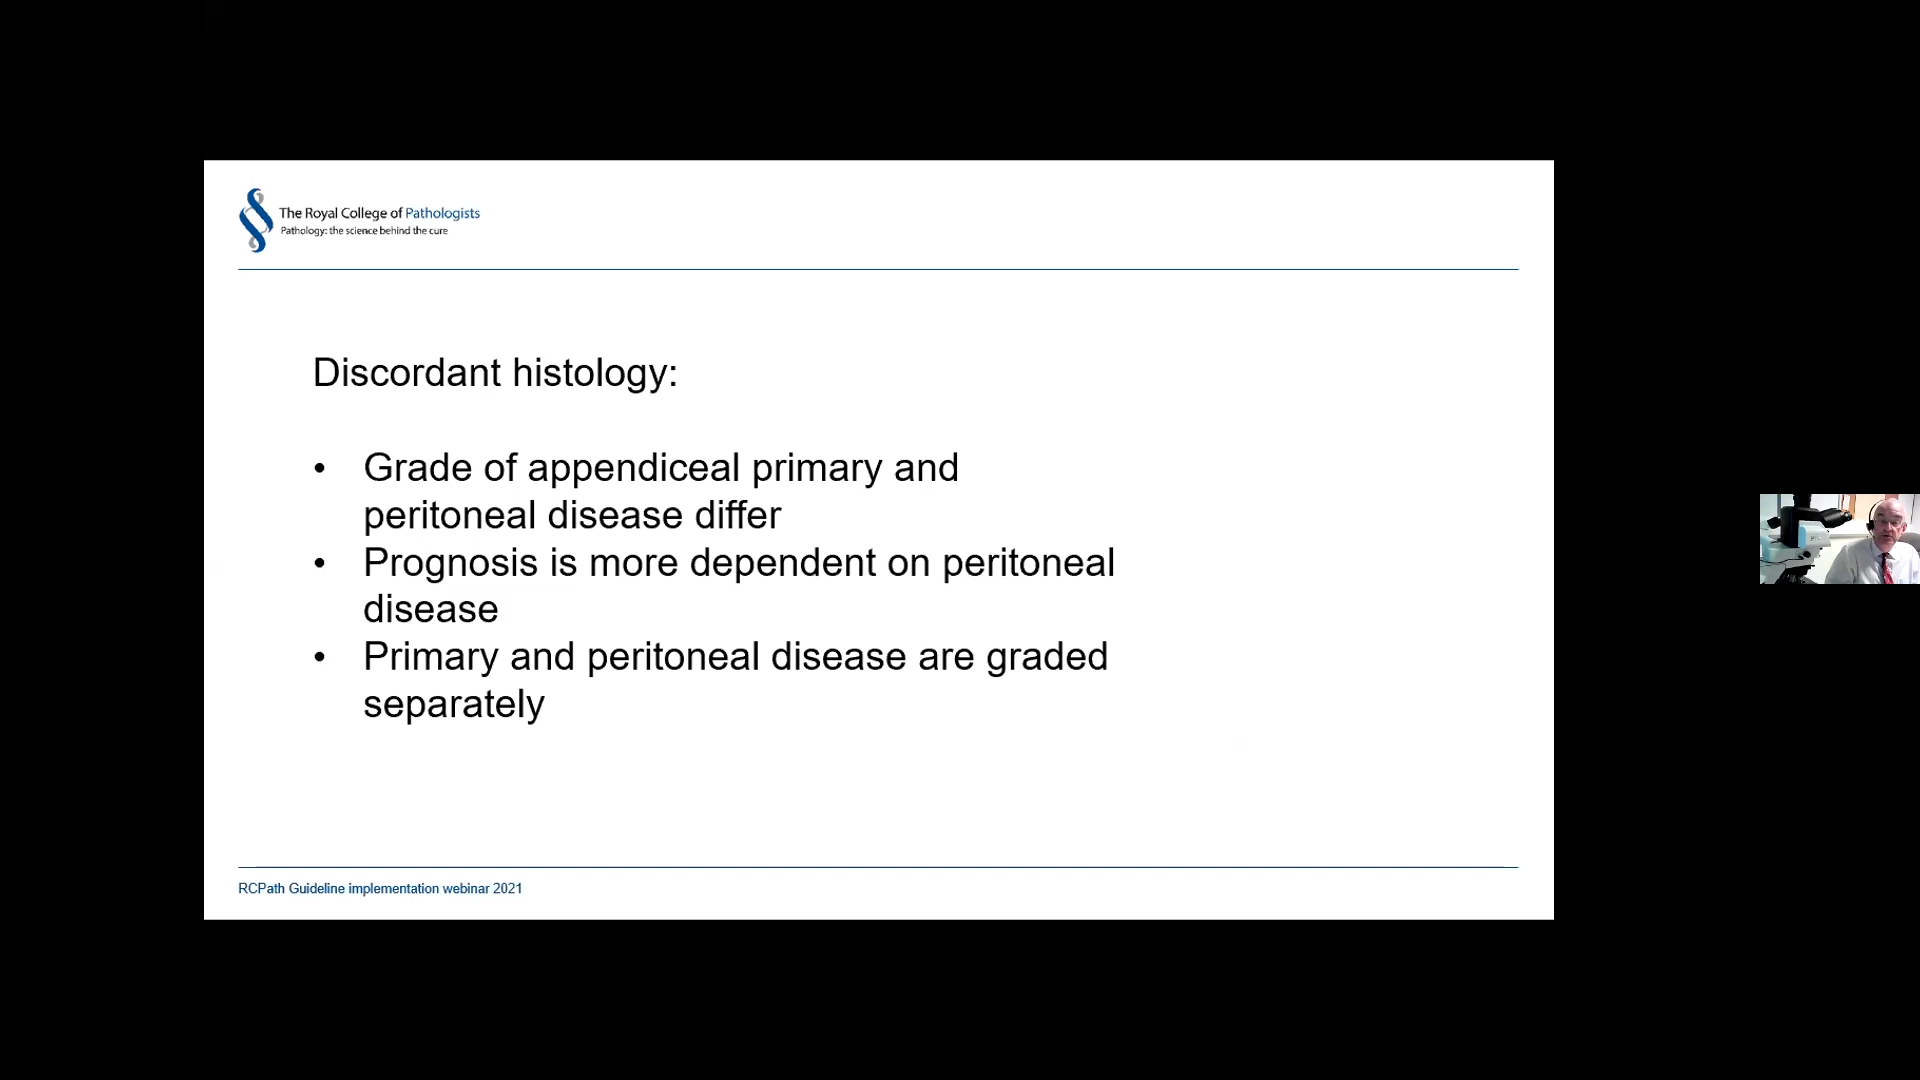 The Royal College of Pathologists
Pathology: the science behind the cure
Discordant histology:
• Grade of appendiceal primary and
peritoneal disease differ
• Prognosis is more dependent on peritoneal
disease
• Primary and peritoneal disease are graded
separately
RCPath Guideline implementation webinar 2021